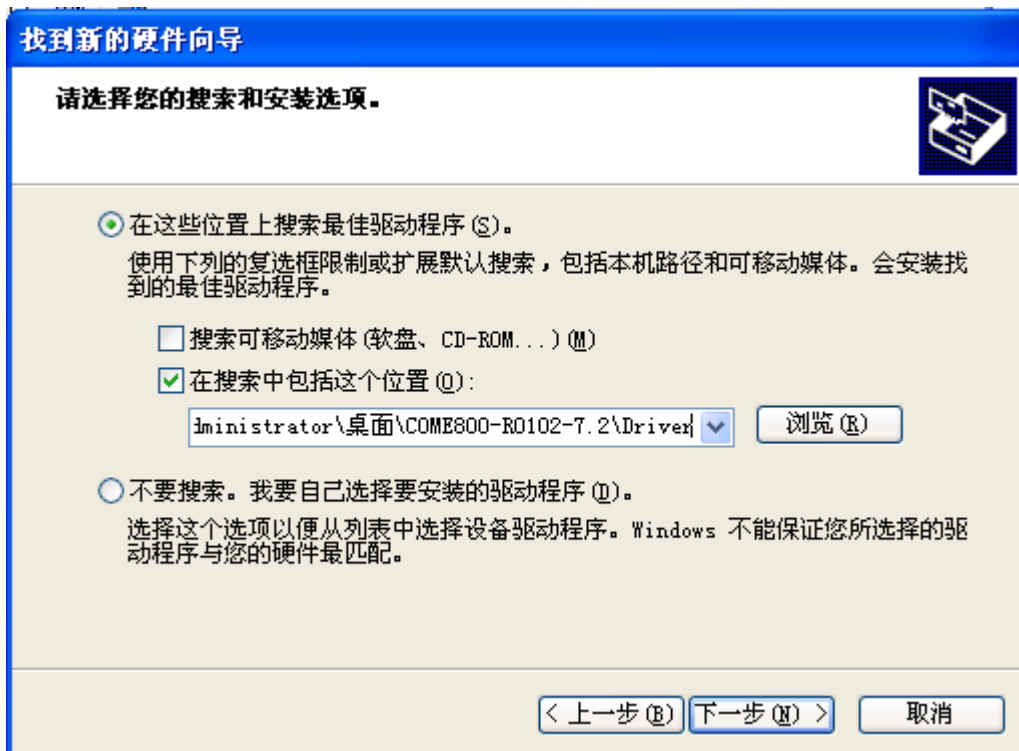 找到新的硬件向导
请选择您的搜索和安装选项。
在这些位置上搜索最佳驱动程序(S)。
使用下列的复选框限制或扩展默认搜索，包括本机路径和可移动媒体。会安装找
到的最佳驱动程序。
搜索可移动媒体(软盘、CD-ROM...)(M)
在搜索中包括这个位置(O):
ministrator\桌面\COME800-R0102-7.2\Driver
浏览(R)
不要搜索。我要自己选择要安装的驱动程序(D)。
选择这个选项以便从列表中选择设备驱动程序。Windows 不能保证您所选择的驱
动程序与您的硬件最匹配。
< 上一步(B)
下一步(N) >
取消